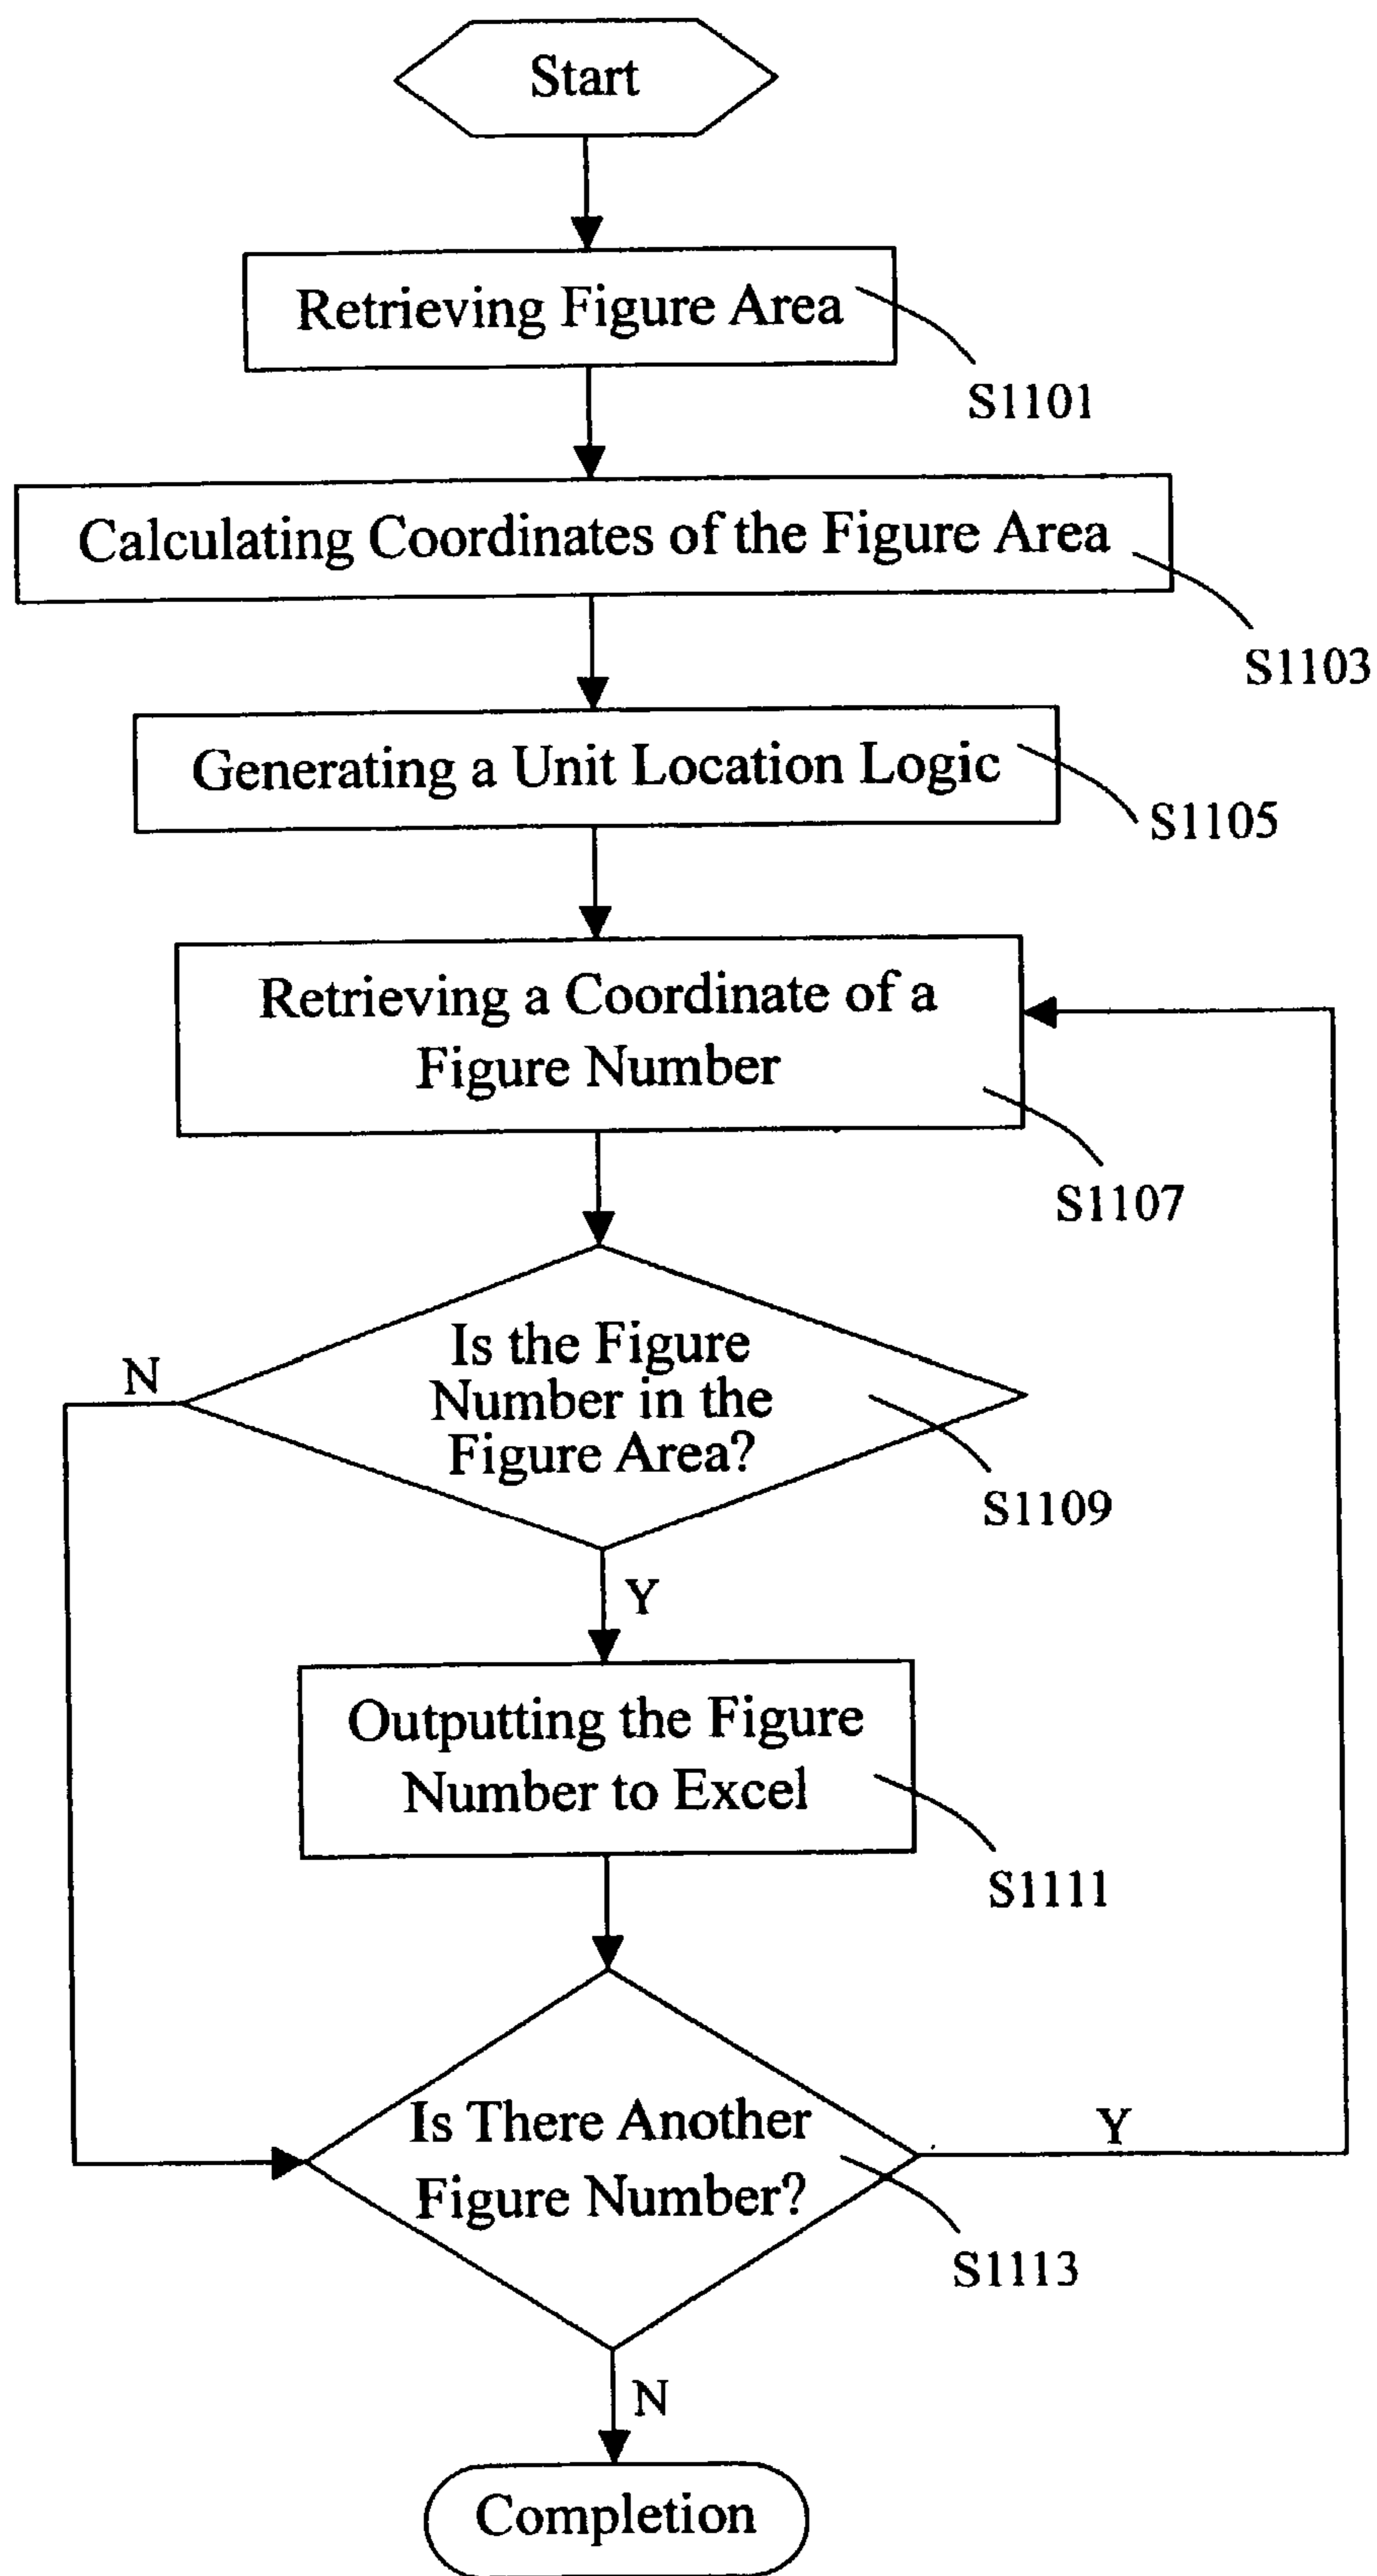 Start
Retrieving Figure Area
S1101
Calculating Coordinates of the Figure Area
S1103
Generating a Unit Location Logic
S1105
Retrieving a Coordinate of a
Figure Number
S1107
Is the Figure
Number in the
Figure Area?
N
S1109
Y
Outputting the Figure
Number to Excel
S1111
Is There Another
Figure Number?
Y
S1113
N
Completion